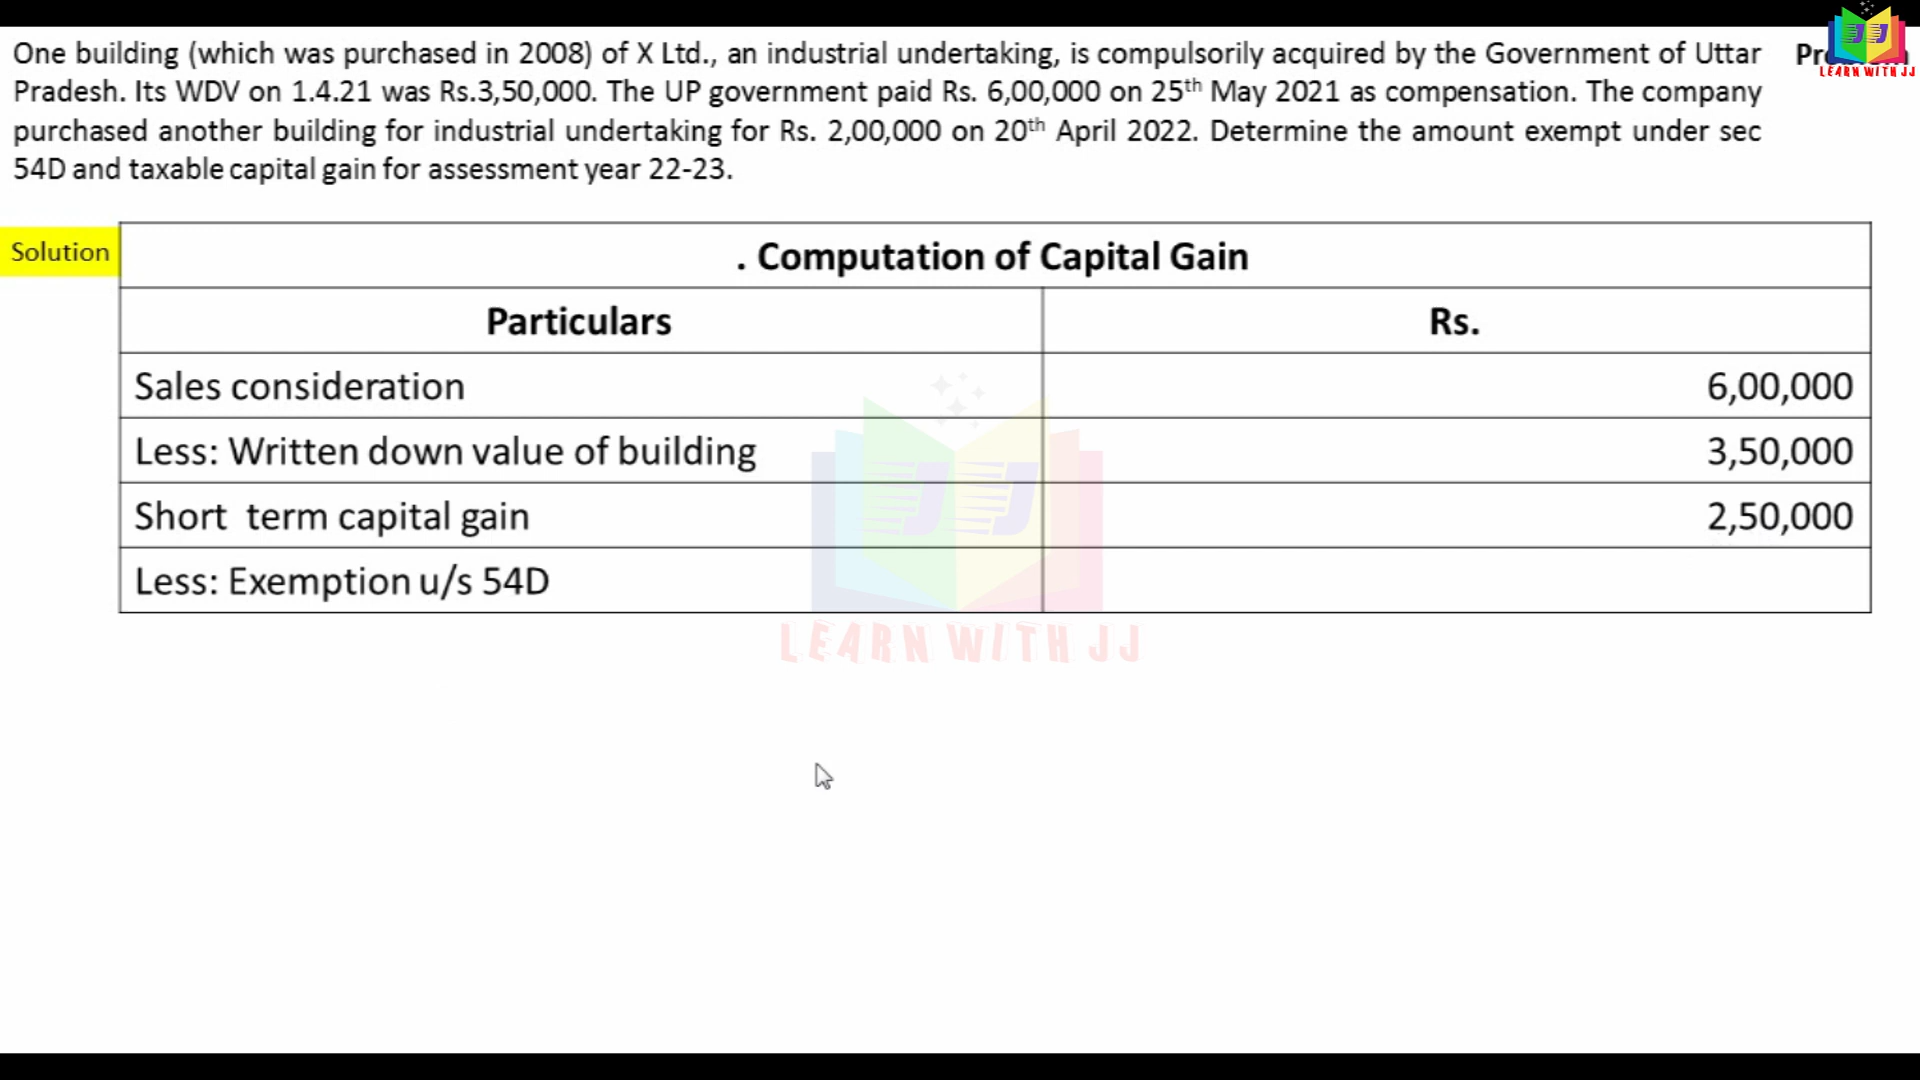 One building (which was purchased in 2008) of X Ltd., an industrial undertaking, is compulsorily acquired by the Government of Uttar
Pradesh. Its WDV on 1.4.21 was Rs.3,50,000. The UP government paid Rs. 6,00,000 on 25th May 2021 as compensation. The company
purchased another building for industrial undertaking for Rs. 2,00,000 on 20th April 2022. Determine the amount exempt under sec
54D and taxable capital gain for assessment year 22-23.
JJ
LEARN WITH JJ
Solution
. Computation of Capital Gain
Particulars Rs.
Sales consideration 6,00,000
Less: Written down value of building 3,50,000
Short term capital gain 2,50,000
Less: Exemption u/s 54D
JJ
LEARN WITH JJ